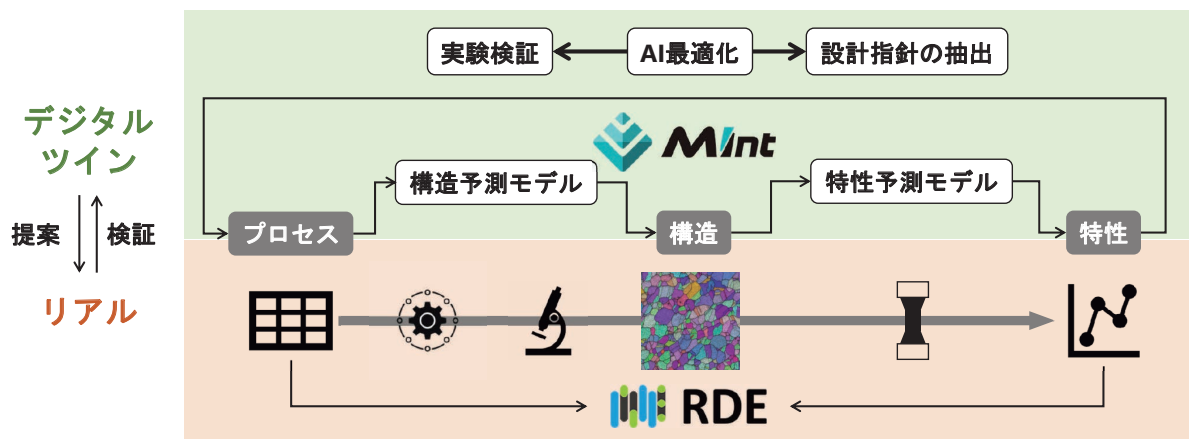 実験検証
AI最適化
設計指針の抽出
デジタル
ツイン
MInt
構造予測モデル
特性予測モデル
提案
検証
プロセス
構造
特性
リアル
RDE